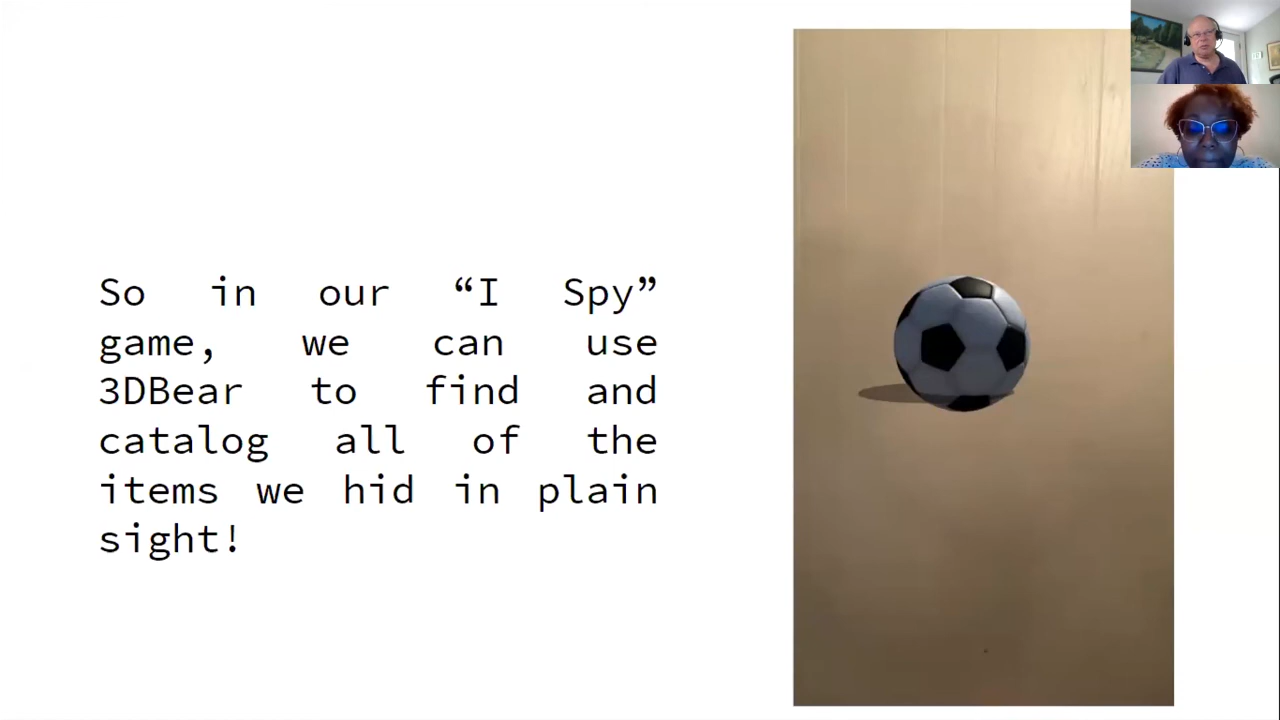 So in our “I Spy”
game, we can use
3DBear to find and
catalog all of the
items we hid in plain
sight!